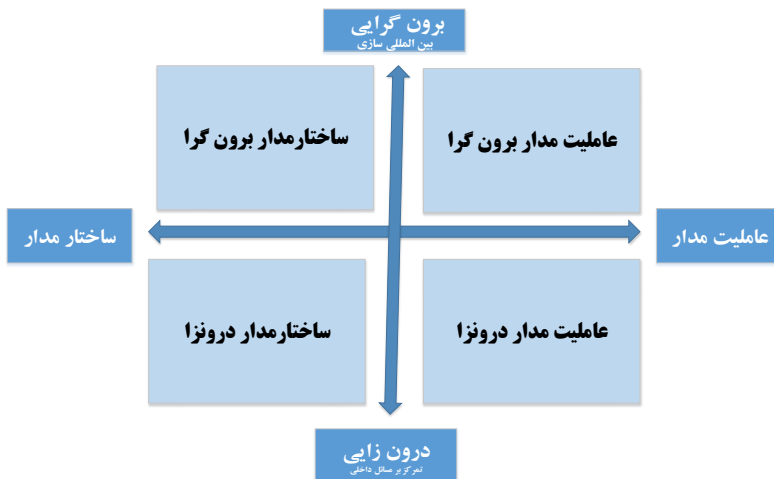 برون گرایی
بین المللی سازی
عاملیت مدار برون گرا
ساختارمدار برون گرا
عاملیت مدار
ساختار مدار
عاملیت مدار درونزا
ساختارمدار درونزا
درون زایی
تمرکز بر مسائل داخلی